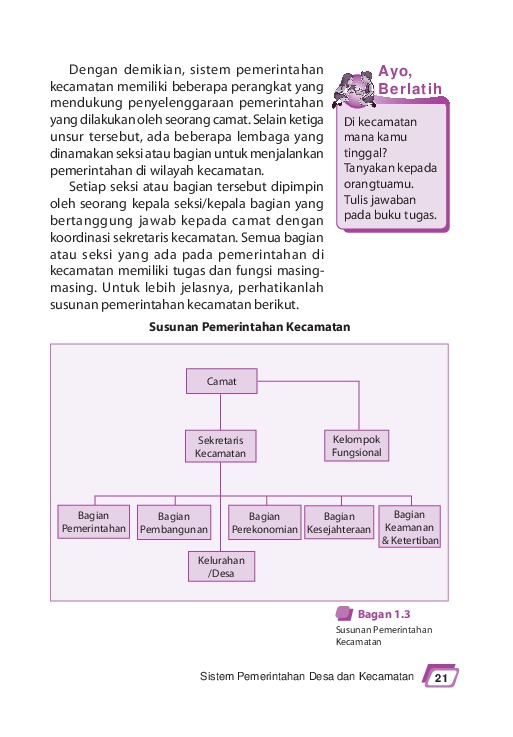 Dengan demikian, sistem pemerintahan
kecamatan memiliki beberapa perangkat yang
mendukung penyelenggaraan pemerintahan
yang dilakukan oleh seorang camat. Selain ketiga
unsur tersebut, ada beberapa lembaga yang
dinamakan seksi atau bagian untuk menjalankan
pemerintahan di wilayah kecamatan.
Setiap seksi atau bagian tersebut dipimpin
oleh seorang kepala seksi/kepala bagian yang
bertanggung jawab kepada camat dengan
koordinasi sekretaris kecamatan. Semua bagian
atau seksi yang ada pada pemerintahan di
kecamatan memiliki tugas dan fungsi masing-
masing. Untuk lebih jelasnya, perhatikanlah
susunan pemerintahan kecamatan berikut.
Ayo,
Berlatih
Di kecamatan
mana kamu
tinggal?
Tanyakan kepada
orangtuamu.
Tulis jawaban
pada buku tugas.
Susunan Pemerintahan Kecamatan
Camat
Sekretaris
Kecamatan
Kelompok
Fungsional
Bagian
Pemerintahan
Bagian
Pembangunan
Bagian
Perekonomian
Bagian
Kesejahteraan
Bagian
Keamanan
& Ketertiban
Kelurahan
/Desa
Bagan 1.3
Susunan Pemerintahan
Kecamatan
Sistem Pemerintahan Desa dan Kecamatan
21